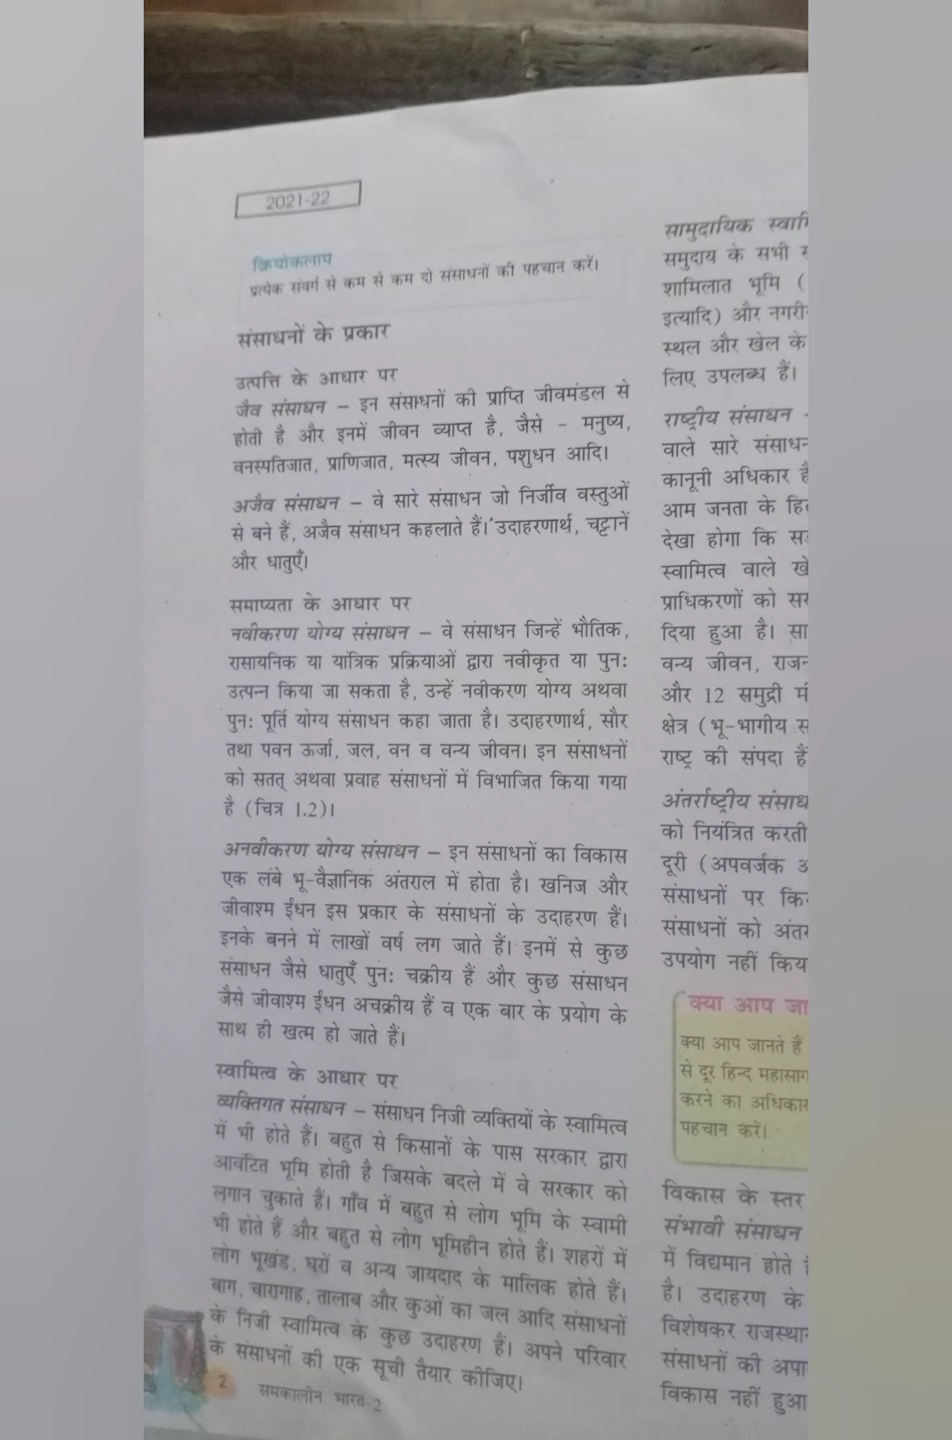 2021-22
क्रियाकलाप
प्रत्येक संवर्ग से कम से कम दो संसाधनों की पहचान करें।
संसाधनों के प्रकार
उत्पत्ति के आधार पर
जैव संसाधन – इन संसाधनों की प्राप्ति जीवमंडल से
होती है और इनमें जीवन व्याप्त है, जैसे – मनुष्य,
वनस्पतिजात, प्राणिजात, मत्स्य जीवन, पशुधन आदि।
अजैव संसाधन – वे सारे संसाधन जो निर्जीव वस्तुओं
से बने हैं, अजैव संसाधन कहलाते हैं। उदाहरणार्थ, चट्टानें
और धातुएँ।
समाप्यता के आधार पर
नवीकरण योग्य संसाधन – वे संसाधन जिन्हें भौतिक,
रासायनिक या यांत्रिक प्रक्रियाओं द्वारा नवीकृत या पुन:
उत्पन्न किया जा सकता है, उन्हें नवीकरण योग्य अथवा
पुन: पूर्ति योग्य संसाधन कहा जाता है। उदाहरणार्थ, सौर
तथा पवन ऊर्जा, जल, वन व वन्य जीवन। इन संसाधनों
को सतत् अथवा प्रवाह संसाधनों में विभाजित किया गया
है (चित्र 1.2)।
अनवीकरण योग्य संसाधन – इन संसाधनों का विकास
एक लंबे भू-वैज्ञानिक अंतराल में होता है। खनिज और
जीवाश्म ईंधन इस प्रकार के संसाधनों के उदाहरण हैं।
इनके बनने में लाखों वर्ष लग जाते हैं। इनमें से कुछ
संसाधन जैसे धातुएँ पुन: चक्रीय हैं और कुछ संसाधन
जैसे जीवाश्म ईंधन अचक्रीय हैं व एक बार के प्रयोग के
साथ ही खत्म हो जाते हैं।
स्वामित्व के आधार पर
व्यक्तिगत संसाधन – संसाधन निजी व्यक्तियों के स्वामित्व
में भी होते हैं। बहुत से किसानों के पास सरकार द्वारा
आवंटित भूमि होती है जिसके बदले में वे सरकार को
लगान चुकाते हैं। गाँव में बहुत से लोग भूमि के स्वामी
भी होते हैं और बहुत से लोग भूमिहीन होते हैं। शहरों में
लोग भूखंड, घरों व अन्य जायदाद के मालिक होते हैं।
बाग, चारागाह, तालाब और कुओं का जल आदि संसाधनों
के निजी स्वामित्व के कुछ उदाहरण हैं। अपने परिवार
के संसाधनों की एक सूची तैयार कीजिए।
2
समकालीन भारत-2
सामुदायिक
समुदाय के सभी
शामिलात भूमि (
इत्यादि) और
स्थल और खेल के
लिए उपलब्ध हैं।
राष्ट्रीय संसाधन
वाले सारे
कानूनी अधिकार
आम जनता के
देखा होगा कि
स्वामित्व वाले
प्राधिकरणों को
दिया हुआ है।
वन्य जीवन,
और 12 समुद्री
क्षेत्र (भू-भागीय
राष्ट्र की संपदा
अंतर्राष्ट्रीय
को नियंत्रित करती
दूरी (अपवर्जक
संसाधनों पर
संसाधनों को
उपयोग नहीं
क्या आप
क्या आप जानते हैं
से दूर हिन्द
करने का अधिकार
पहचान करें।
विकास के स्तर
संभावी संसाधन
में विद्यमान होते
है। उदाहरण के
विशेषकर
संसाधनों की
विकास नहीं हुआ